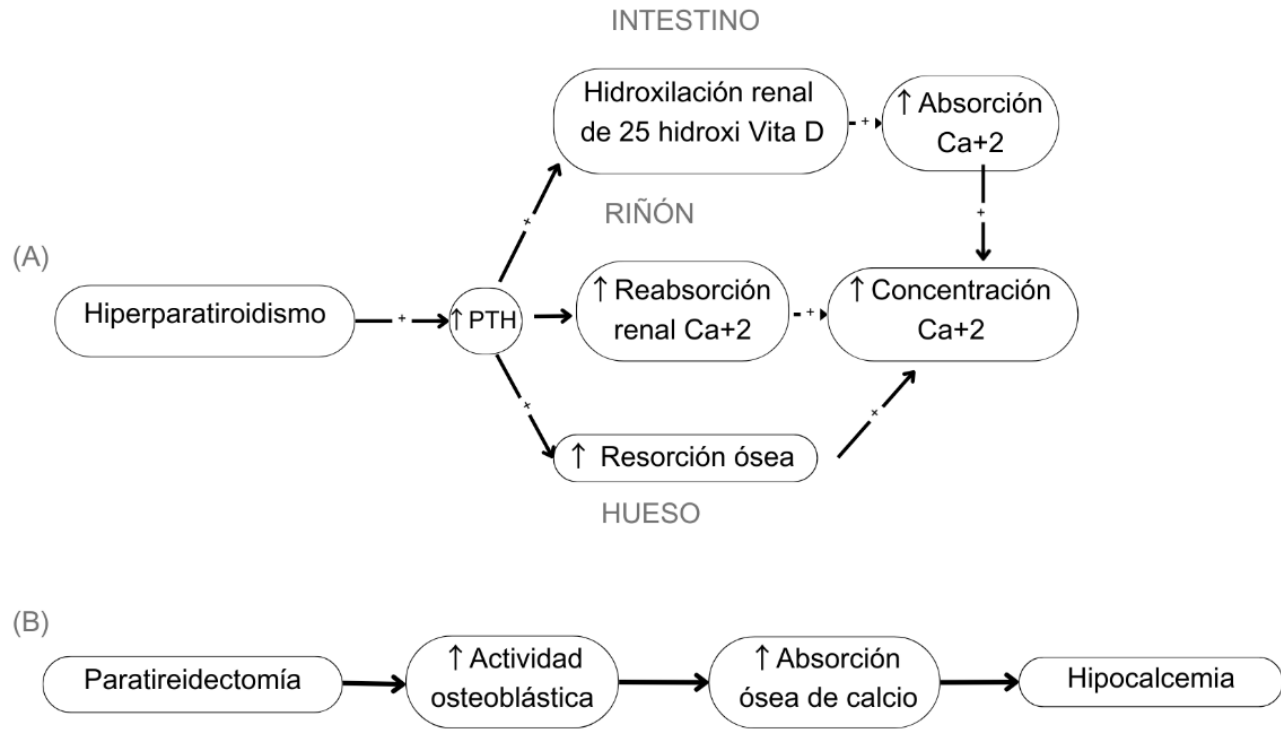 INTESTINO
Hidroxilación renal
de 25 hidroxi Vita D
+
↑ Absorción
Ca+2
+
RIÑÓN
+
(A)
Hiperparatiroidismo
+
↑ PTH
↑ Reabsorción
renal Ca+2
+
↑ Concentración
Ca+2
+
+
↑ Resorción ósea
HUESO
(B)
Paratireidectomía
↑ Actividad
osteoblástica
↑ Absorción
ósea de calcio
Hipocalcemia